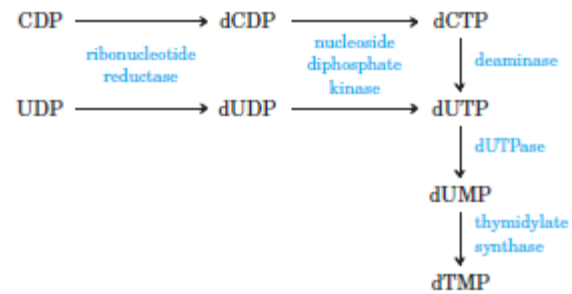 CDP dCDP dCTP
ribonucleotide
reductase
nucleoside
diphosphate
kinase
deaminase
UDP dUDP dUTP
dUTPase
dUMP
thymidylate
synthase
dTMP